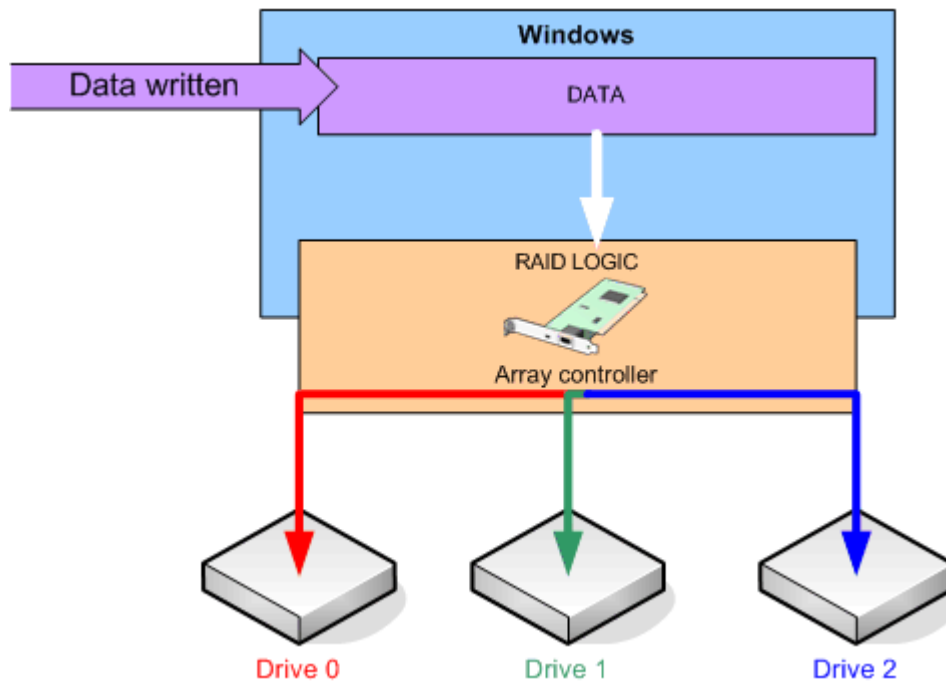 Windows
Data written
DATA
RAID LOGIC
Array controller
Drive 0
Drive 1
Drive 2